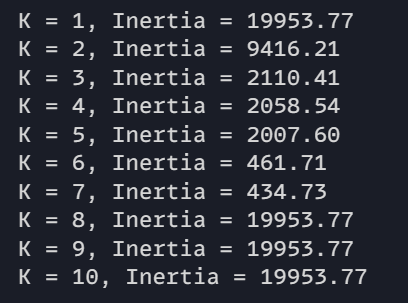 K = 1, Inertia = 19953.77
K = 2, Inertia = 9416.21
K = 3, Inertia = 2110.41
K = 4, Inertia = 2058.54
K = 5, Inertia = 2007.60
K = 6, Inertia = 461.71
K = 7, Inertia = 434.73
K = 8, Inertia = 19953.77
K = 9, Inertia = 19953.77
K = 10, Inertia = 19953.77